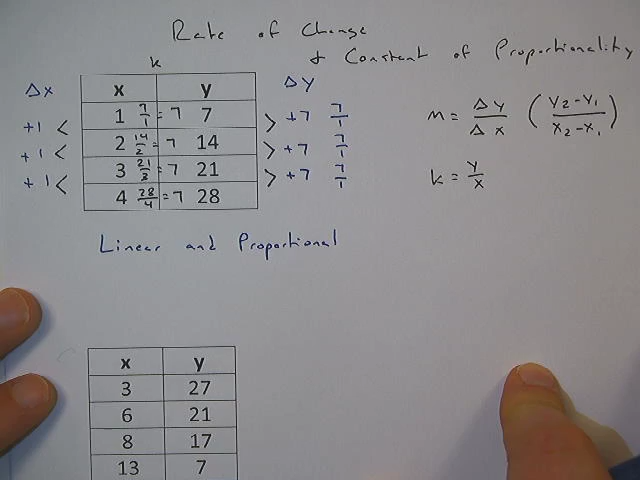 Rate of Change
& Constant of Proportionality
k
Δx x y Δy
1 7/1 = 7 7
+1 < > +7 7/1
2 14/2 = 7 14
+1 < > +7 7/1
3 21/3 = 7 21
+1 < > +7 7/1
4 28/4 = 7 28
m = Δy/Δx (y₂-y₁/x₂-x₁)
k = y/x
Linear and Proportional
x y
3 27
6 21
8 17
13 7